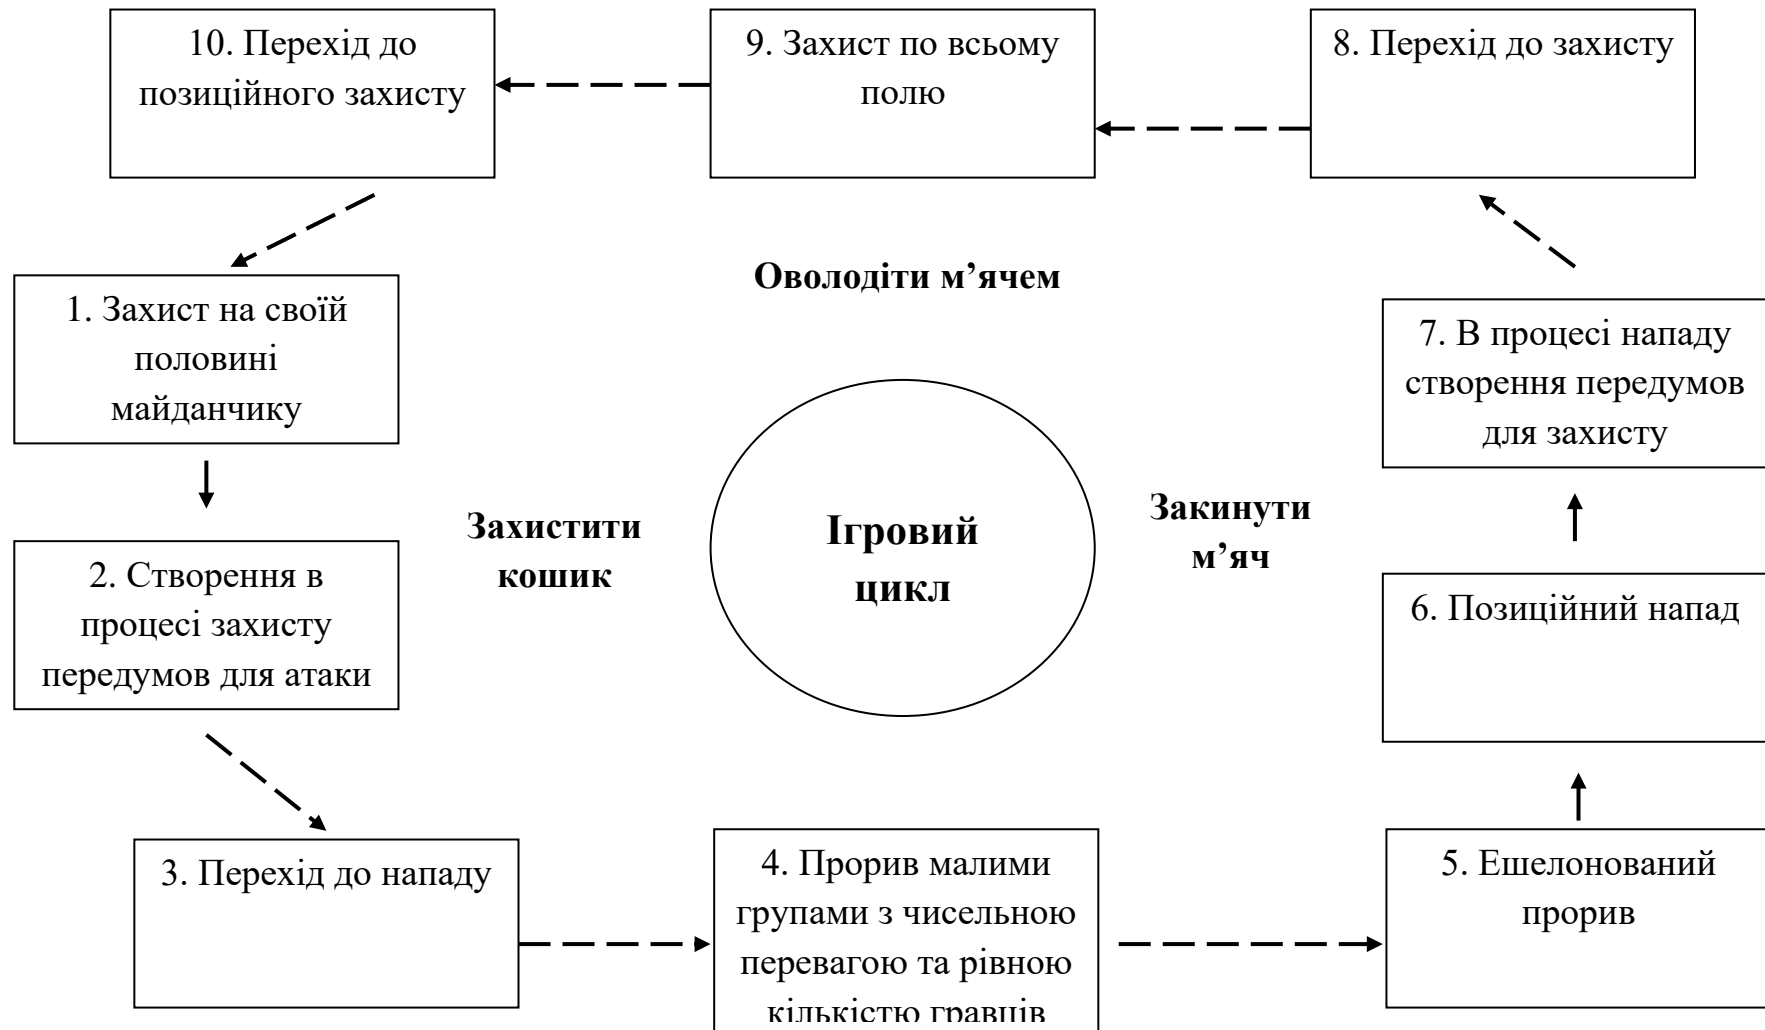 10. Перехід до
позиційного захисту
9. Захист по всьому
полю
8. Перехід до захисту
Оволодіти м’ячем
1. Захист на своїй
половині
майданчику
7. В процесі нападу
створення передумов
для захисту
Захистити
кошик
Ігровий
цикл
Закинути
м’яч
2. Створення в
процесі захисту
передумов для атаки
6. Позиційний напад
3. Перехід до нападу
4. Прорив малими
групами з чисельною
перевагою та рівною
кількістю гравців
5. Ешелонований
прорив